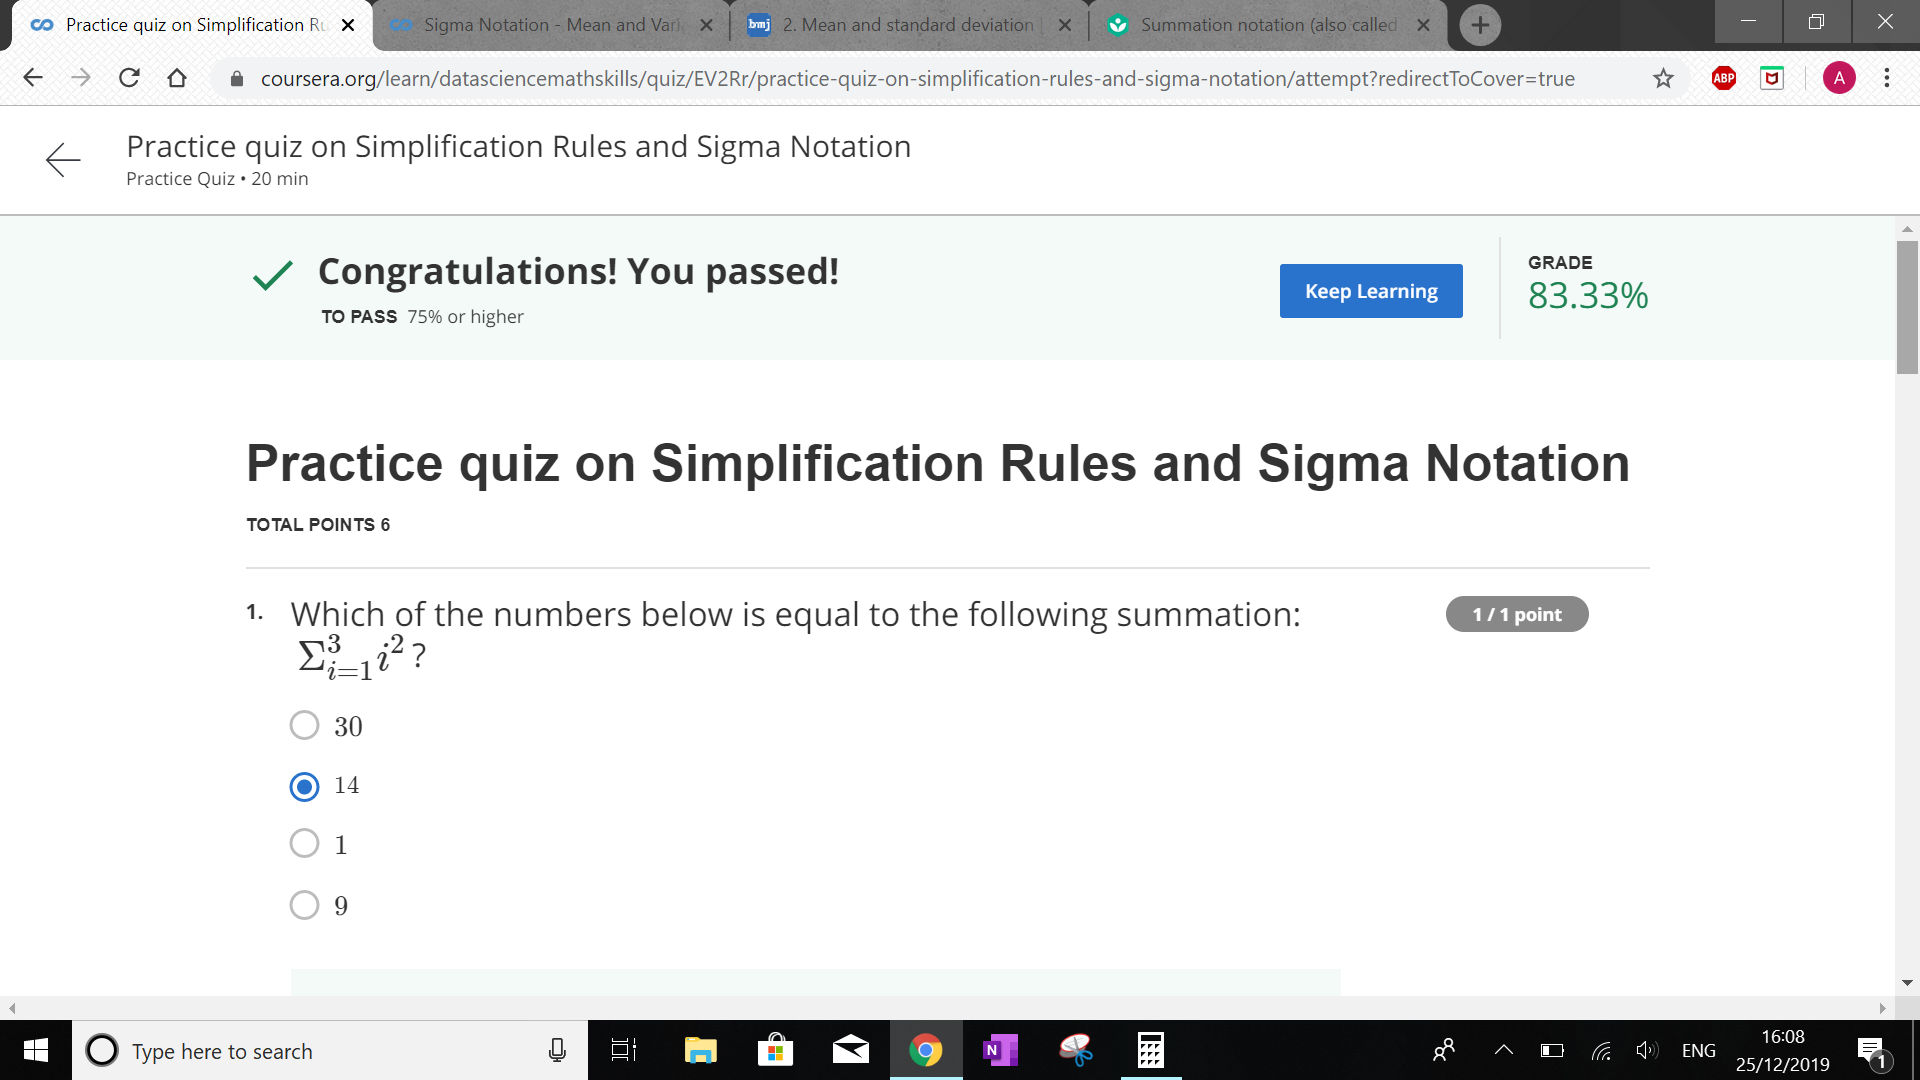 Practice quiz on Simplification Ru
Sigma Notation - Mean and Vari
bmj 2. Mean and standard deviation
Summation notation (also called
coursera.org/learn/datasciencemathskills/quiz/EV2Rr/practice-quiz-on-simplification-rules-and-sigma-notation/attempt?redirectToCover=true
ABP
A
Practice quiz on Simplification Rules and Sigma Notation
Practice Quiz • 20 min
Congratulations! You passed!
TO PASS 75% or higher
Keep Learning
GRADE
83.33%
Practice quiz on Simplification Rules and Sigma Notation
TOTAL POINTS 6
1. Which of the numbers below is equal to the following summation:
Σ³ᵢ₌₁ i² ?
1 / 1 point
30
14
1
9
Type here to search
N
ENG
16:08
25/12/2019
1